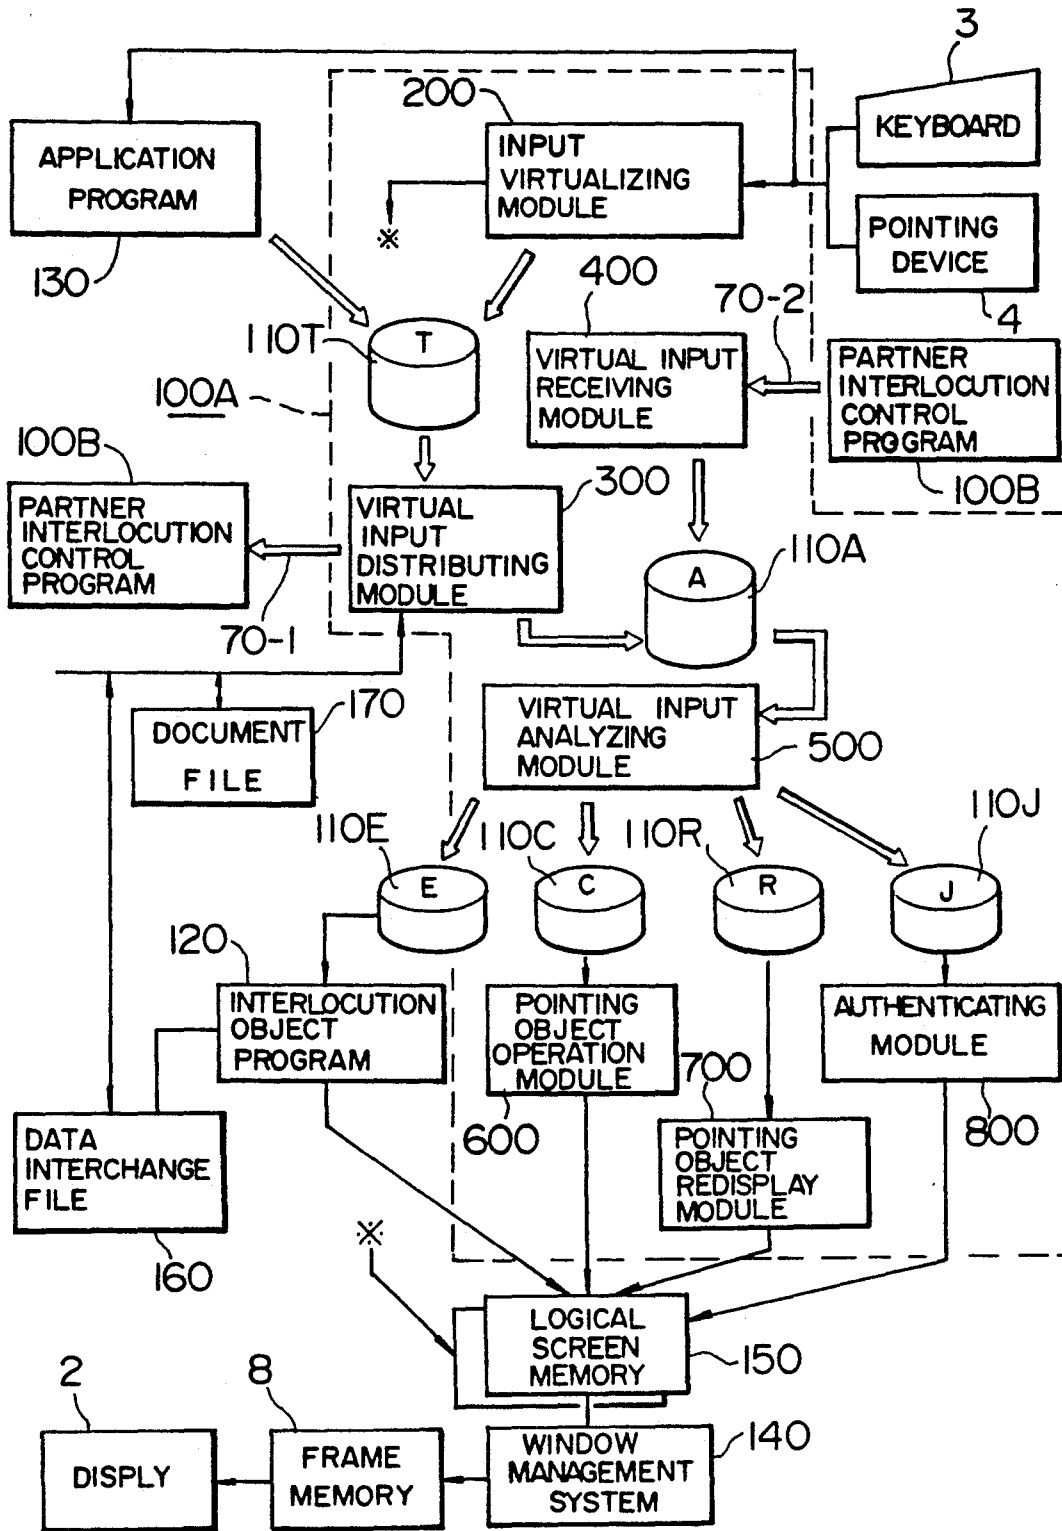 3
200
KEYBOARD
APPLICATION
PROGRAM
INPUT
VIRTUALIZING
MODULE
※
POINTING
DEVICE
130
400
70-2
4
110T
T
VIRTUAL INPUT
RECEIVING
MODULE
PARTNER
INTERLOCUTION
CONTROL
PROGRAM
100A
100B
300
100B
PARTNER
INTERLOCUTION
CONTROL
PROGRAM
VIRTUAL
INPUT
DISTRIBUTING
MODULE
110A
A
70-1
170
DOCUMENT
FILE
VIRTUAL INPUT
ANALYZING
MODULE
500
110E
110C
110R
110J
E
C
R
J
120
INTERLOCUTION
OBJECT
PROGRAM
POINTING
OBJECT
OPERATION
MODULE
AUTHENTICATING
MODULE
700
600
800
DATA
INTERCHANGE
FILE
POINTING
OBJECT
REDISPLAY
MODULE
160
※
LOGICAL
SCREEN
MEMORY
150
2
8
140
DISPLY
FRAME
MEMORY
WINDOW
MANAGEMENT
SYSTEM